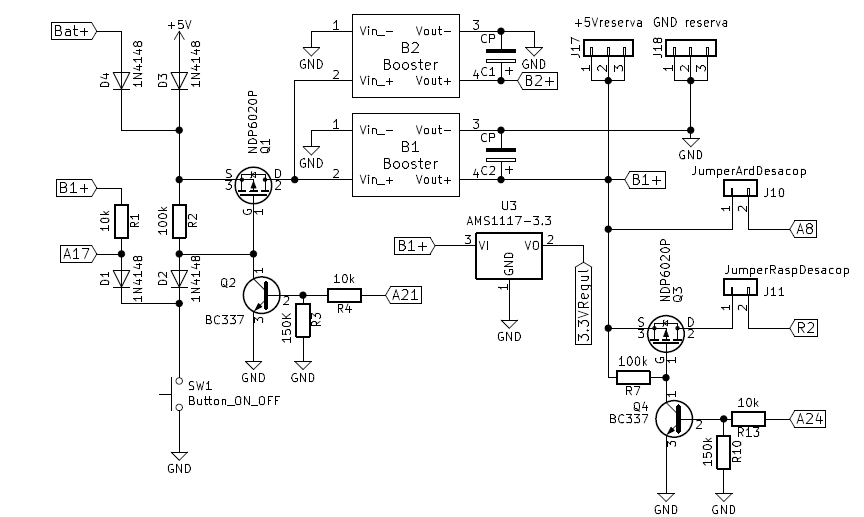 Bat+
+5V
D4
1N4148
D3
1N4148
1
Vin_-
Vout-
3
B2
Booster
2
Vin_+
Vout+
4
GND
CP
C1
+
GND
B2+
+5Vreserva
GND reserva
J17
1
2
3
J18
1
2
3
GND
NDP6020P
Q1
S
3
D
2
G
1
1
Vin_-
Vout-
3
B1
Booster
2
Vin_+
Vout+
4
GND
CP
C2
+
B1+
JumperArdDesacop
J10
1
2
A8
B1+
10k
R1
100k
R2
A17
D1
1N4148
D2
1N4148
U3
AMS1117-3.3
B1+
3
VI
VO
2
GND
1
GND
3.3VRegul
Q2
BC337
1
2
3
10k
R4
A21
150K
R3
GND
GND
SW1
Button_ON_OFF
GND
NDP6020P
Q3
S
3
D
2
G
1
JumperRaspDesacop
J11
1
2
R2
100k
R7
Q4
BC337
1
2
3
10k
R13
A24
150k
R10
GND
GND